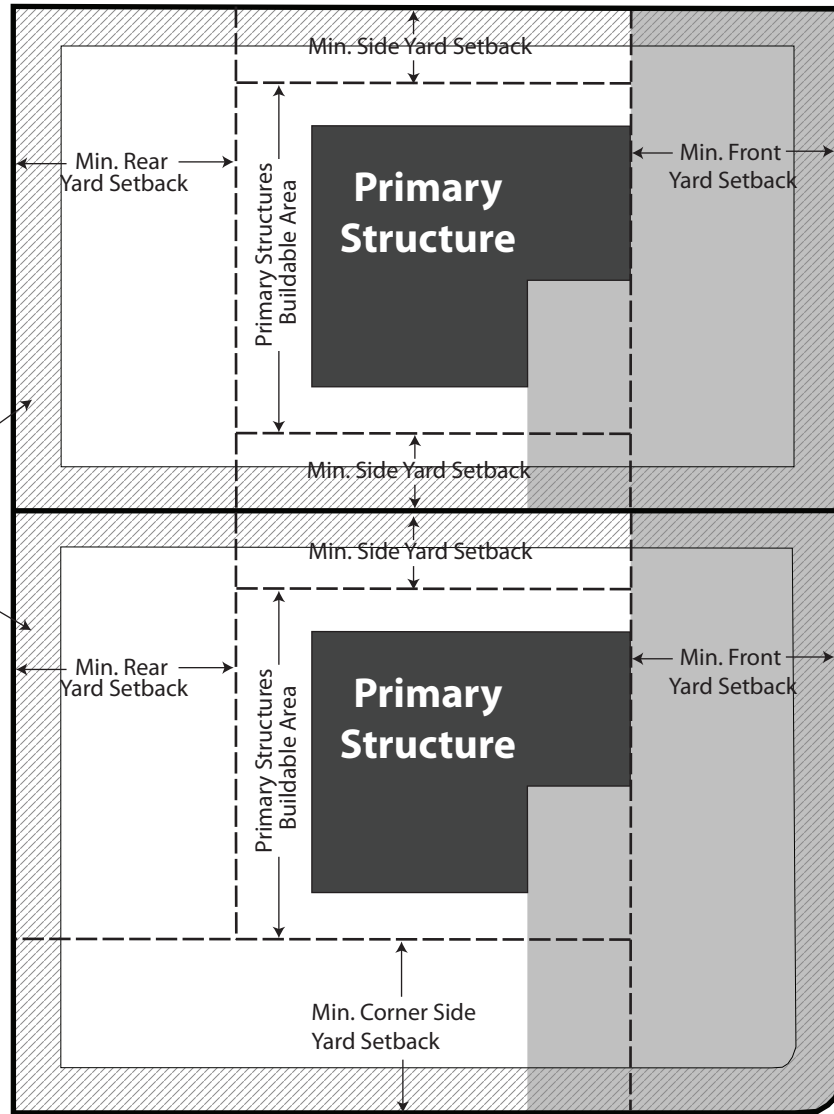 Min. Side Yard Setback
Min. Rear
Yard Setback
Primary Structures
Buildable Area
Primary
Structure
Min. Front
Yard Setback
Min. Side Yard Setback
Min. Side Yard Setback
Min. Rear
Yard Setback
Primary Structures
Buildable Area
Primary
Structure
Min. Front
Yard Setback
Min. Corner Side
Yard Setback